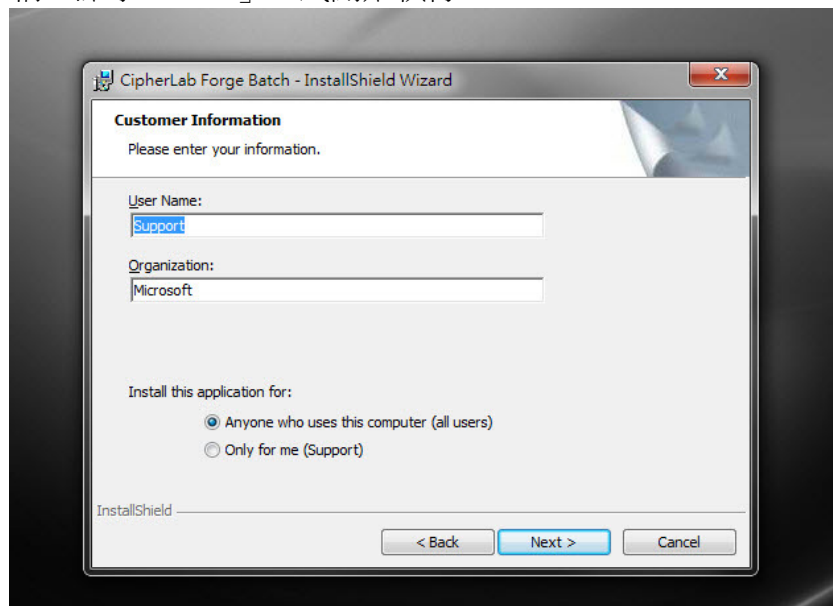 CipherLab Forge Batch - InstallShield Wizard
Customer Information
Please enter your information.
User Name:
Support
Organization:
Microsoft
Install this application for:
Anyone who uses this computer (all users)
Only for me (Support)
InstallShield
< Back Next > Cancel